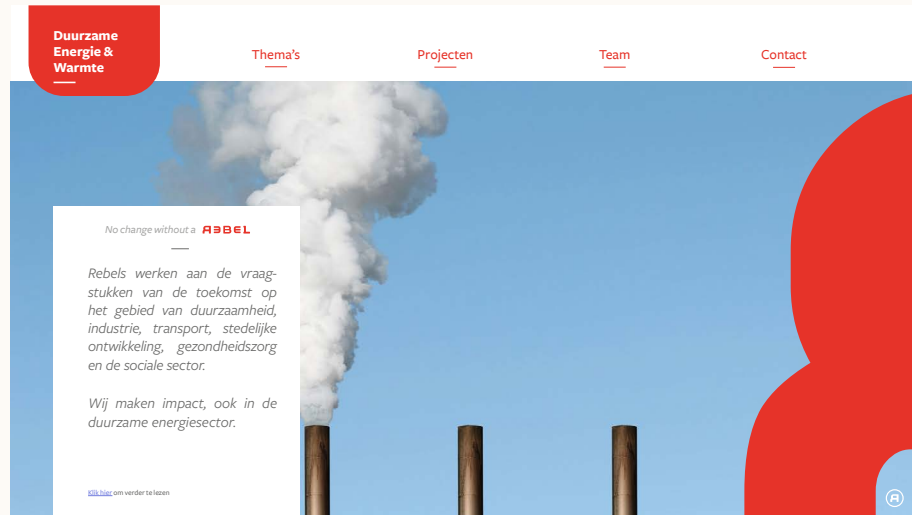 Duurzame
Energie &
Warmte
Thema's
Projecten
Team
Contact
No change without a REBEL
Rebels werken aan de vraag-
stukken van de toekomst op
het gebied van duurzaamheid,
industrie, transport, stedelijke
ontwikkeling, gezondheidszorg
en de sociale sector.
Wij maken impact, ook in de
duurzame energiesector.
Klik hier om verder te lezen